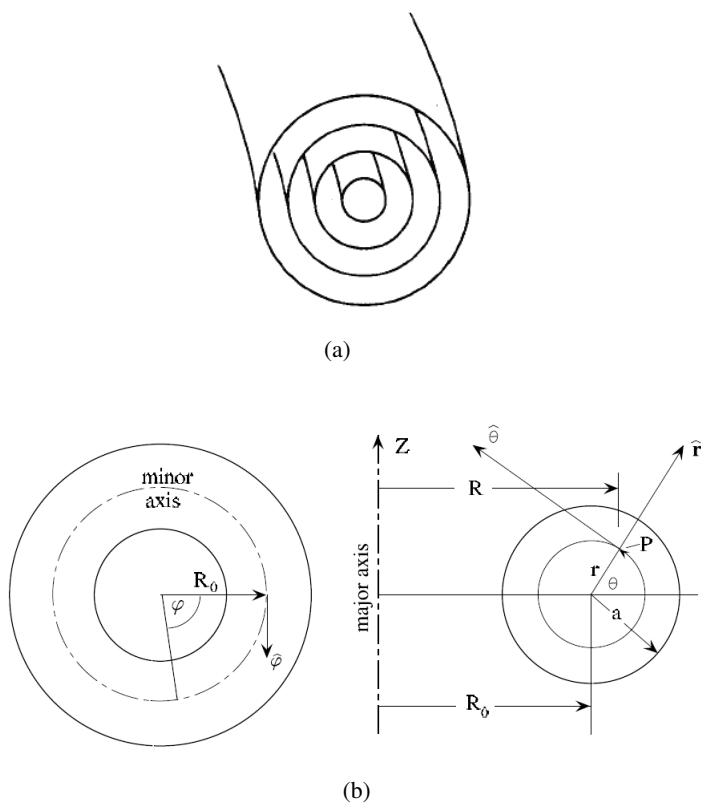 (a)
minor
axis
R₀
φ
φ̂
Z
θ̂
r̂
R
P
r
θ
a
major axis
R₀
(b)